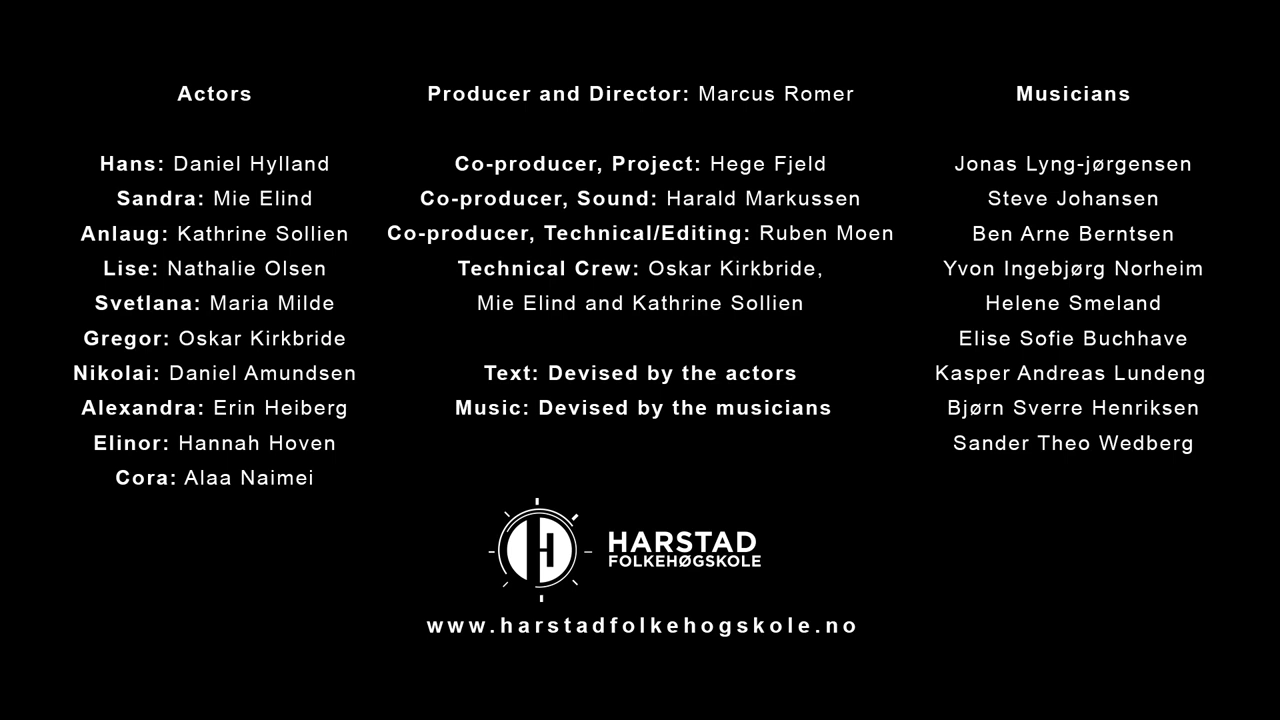 Actors
Hans: Daniel Hylland
Sandra: Mie Elind
Anlaug: Kathrine Sollien
Lise: Nathalie Olsen
Svetlana: Maria Milde
Gregor: Oskar Kirkbride
Nikolai: Daniel Amundsen
Alexandra: Erin Heiberg
Elinor: Hannah Hoven
Cora: Alaa Naimei
Producer and Director: Marcus Romer
Co-producer, Project: Hege Fjeld
Co-producer, Sound: Harald Markussen
Co-producer, Technical/Editing: Ruben Moen
Technical Crew: Oskar Kirkbride,
Mie Elind and Kathrine Sollien
Text: Devised by the actors
Music: Devised by the musicians
Musicians
Jonas Lyng-jørgensen
Steve Johansen
Ben Arne Berntsen
Yvon Ingebjørg Norheim
Helene Smeland
Elise Sofie Buchhave
Kasper Andreas Lundeng
Bjørn Sverre Henriksen
Sander Theo Wedberg
H
HARSTAD
FOLKEHØGSKOLE
www.harstadfolkehogskole.no